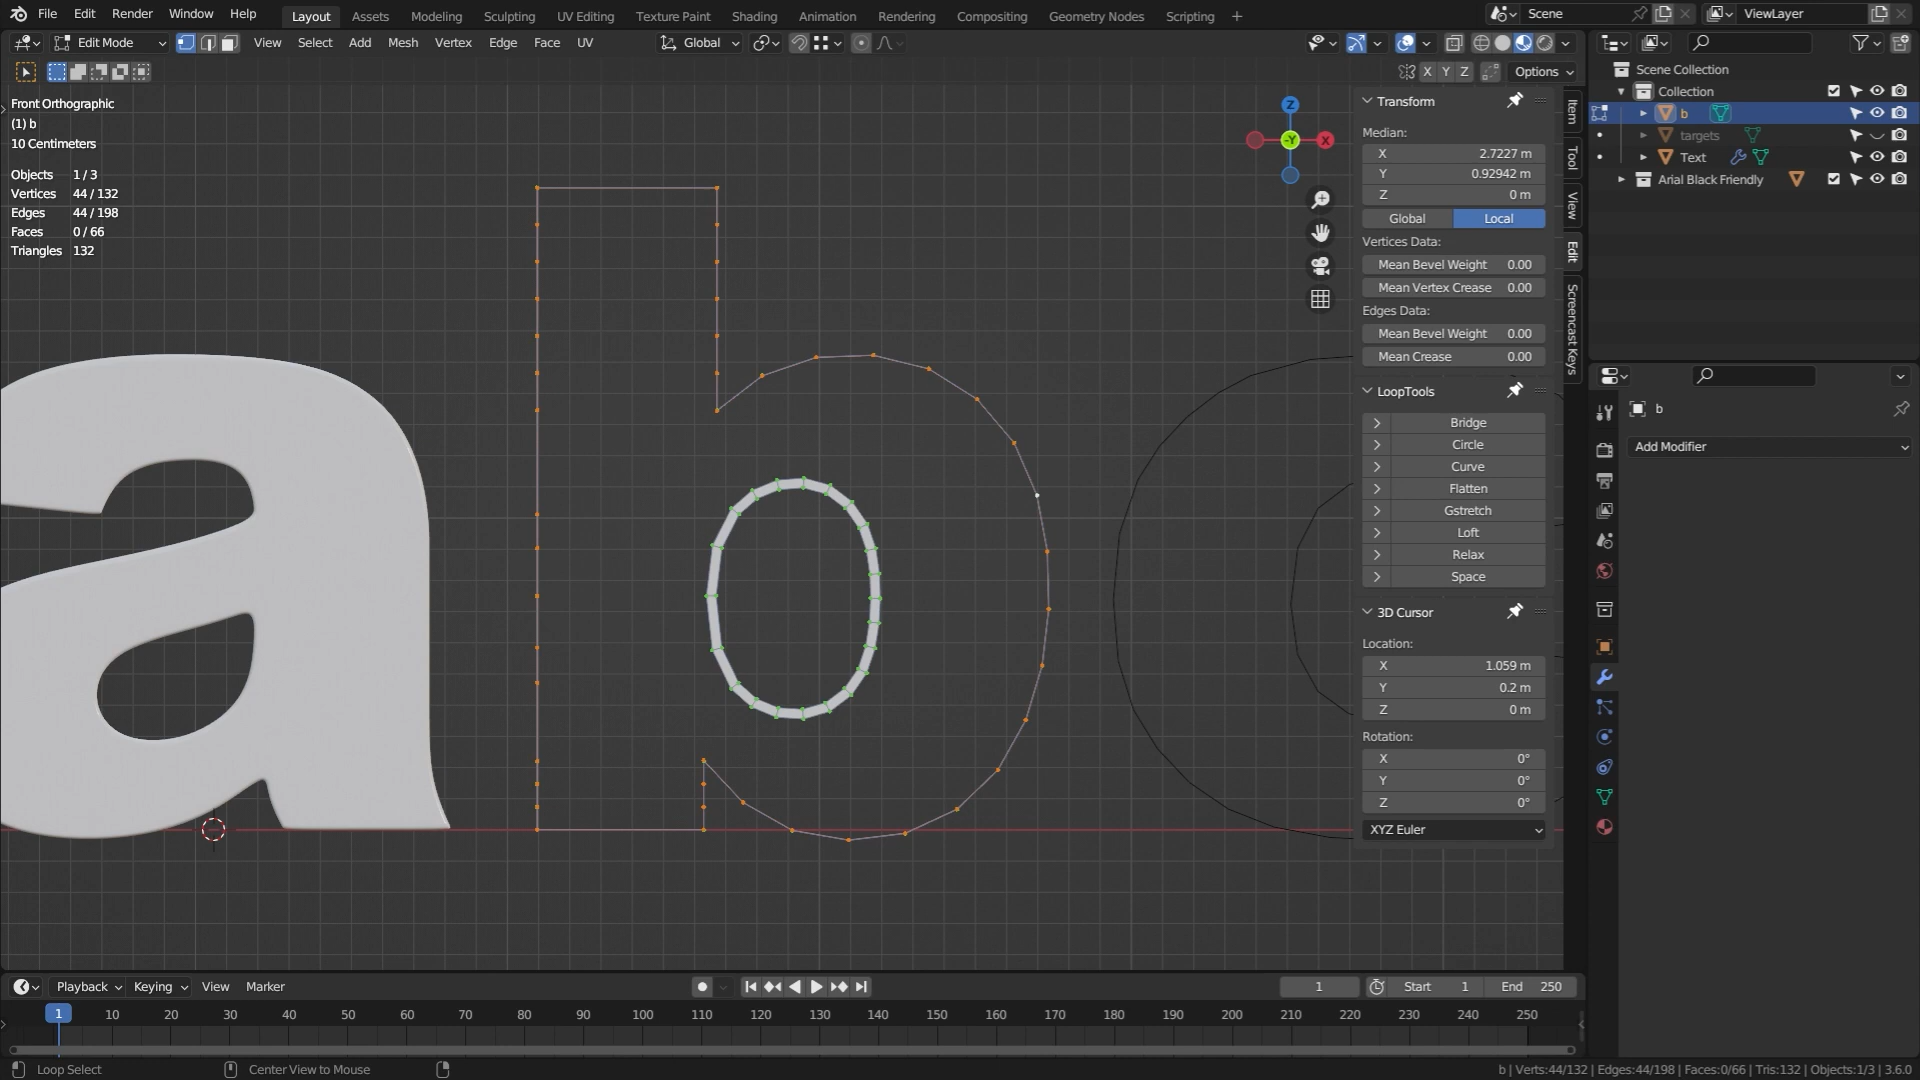 File Edit Render Window Help Layout Assets Modeling Sculpting UV Editing Texture Paint Shading Animation Rendering Compositing Geometry Nodes Scripting + Scene ViewLayer
Edit Mode View Select Add Mesh Vertex Edge Face UV Global
X Y Z Options
Front Orthographic
(1) b
10 Centimeters
Objects 1 / 3
Vertices 44 / 132
Edges 44 / 198
Faces 0 / 66
Triangles 132
Z
-Y
X
Transform
Median:
X 2.7227 m
Y 0.92942 m
Z 0 m
Global Local
Vertices Data:
Mean Bevel Weight 0.00
Mean Vertex Crease 0.00
Edges Data:
Mean Bevel Weight 0.00
Mean Crease 0.00
LoopTools
Bridge
Circle
Curve
Flatten
Gstretch
Loft
Relax
Space
3D Cursor
Location:
X 1.059 m
Y 0.2 m
Z 0 m
Rotation:
X 0°
Y 0°
Z 0°
XYZ Euler
Item
Tool
View
Edit
Screencast Keys
Scene Collection
Collection
b
targets
Text
Arial Black Friendly
b
Add Modifier
a
Playback Keying View Marker 1 Start 1 End 250
1 10 20 30 40 50 60 70 80 90 100 110 120 130 140 150 160 170 180 190 200 210 220 230 240 250
Loop Select Center View to Mouse b | Verts:44/132 | Edges:44/198 | Faces:0/66 | Tris:132 | Objects:1/3 | 3.6.0